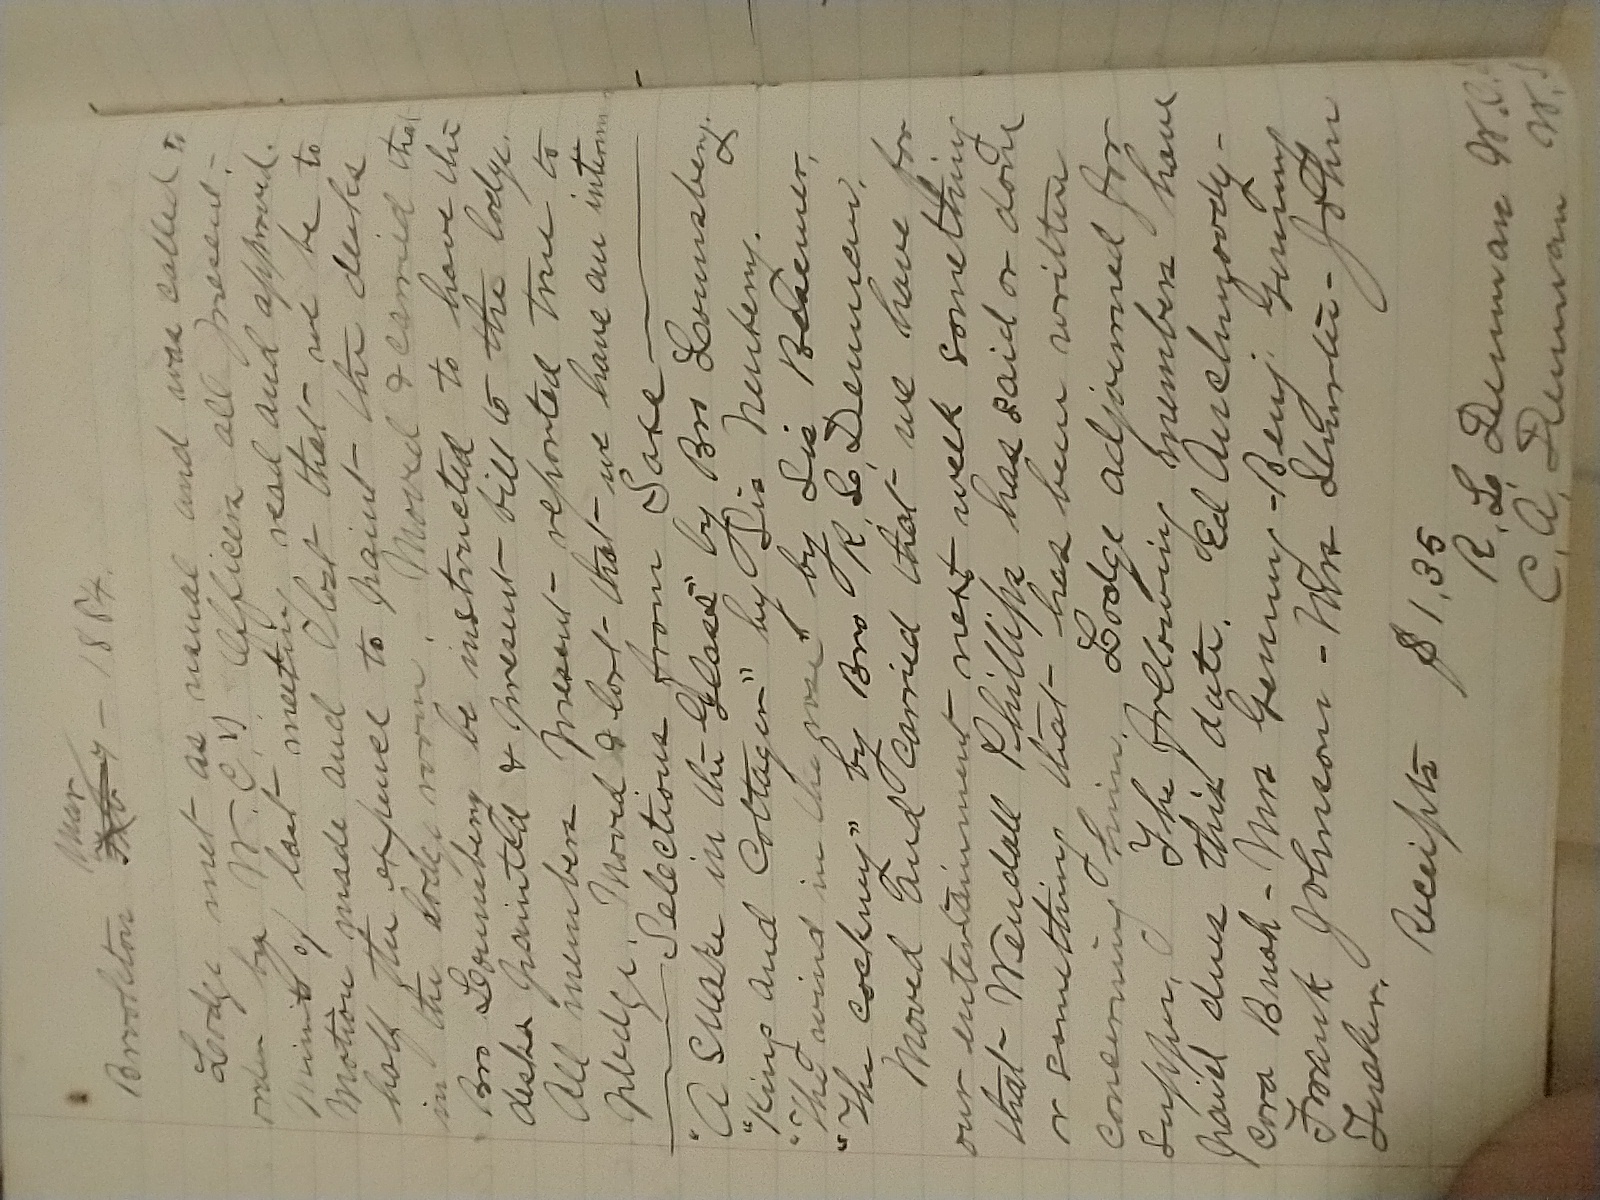 Mar
Brookton Feb 7 - 1884.
Lodge met as usual and was called to
order by W.C.T. Officers all present.
Minits of last meeting read and approved.
Motion made and lost that we be to
half the expence to paint the desks
in the lodge room. Moved & carried that
Bro Lounsbery be instructed to have the
desks painted & present bill to the lodge.
All members present reported true to
pledge. Moved & lost that we have an
Selections from Saxe
"A Snake in the Glass" by Bro Lounsbery.
"King and Cottager" by Sis Newberry.
"The wind in the rose" by Sis Besemer,
"The cockney" by Bro R. L. Denman.
Moved and carried that we have for
our entertainment next week something
that Wendall Phillips has said or done
or something that has been written
concerning him. Lodge adjourned for
supper. The following members have
paid dues this date. Ed Auchmoody -
Cora Bush - Mrs Genung - Benj. Genung
Frank Johnson - Mrs Shurter - John
Tucker.
Receipts $1.35
R. L. Denman W.C.
C. A. Denman W.